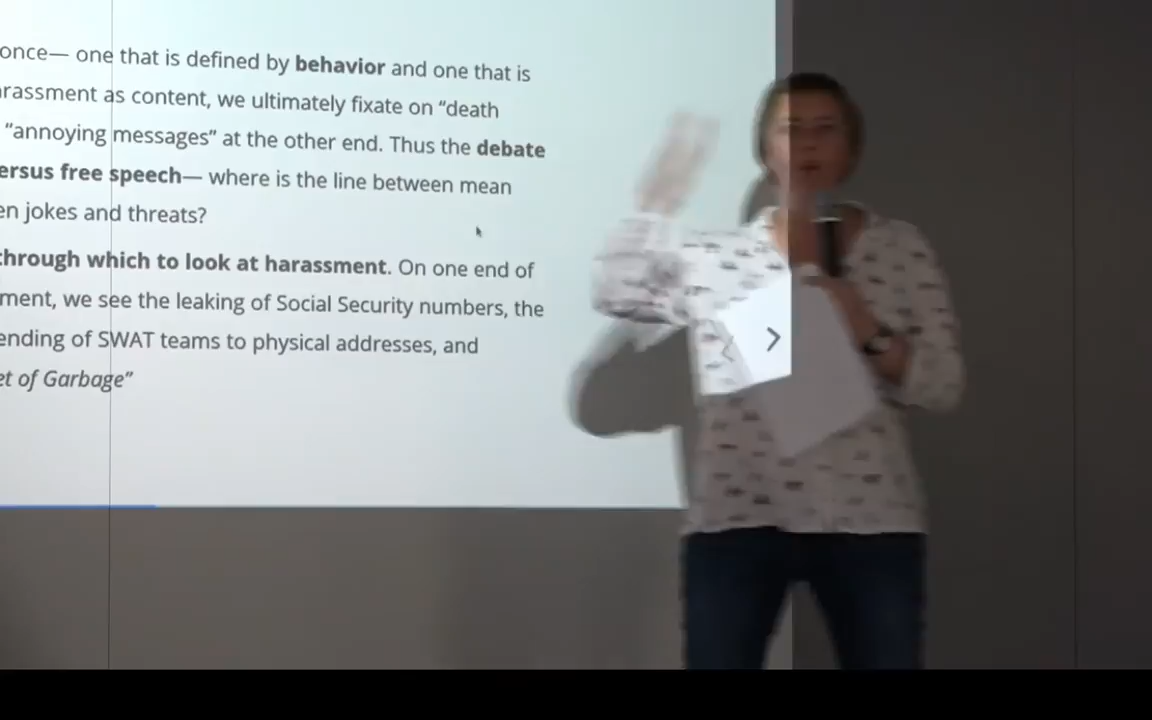 once— one that is defined by behavior and one that is
rassment as content, we ultimately fixate on “death
“annoying messages” at the other end. Thus the debate
ersus free speech— where is the line between mean
en jokes and threats?
through which to look at harassment. On one end of
ment, we see the leaking of Social Security numbers, the
ending of SWAT teams to physical addresses, and
et of Garbage”